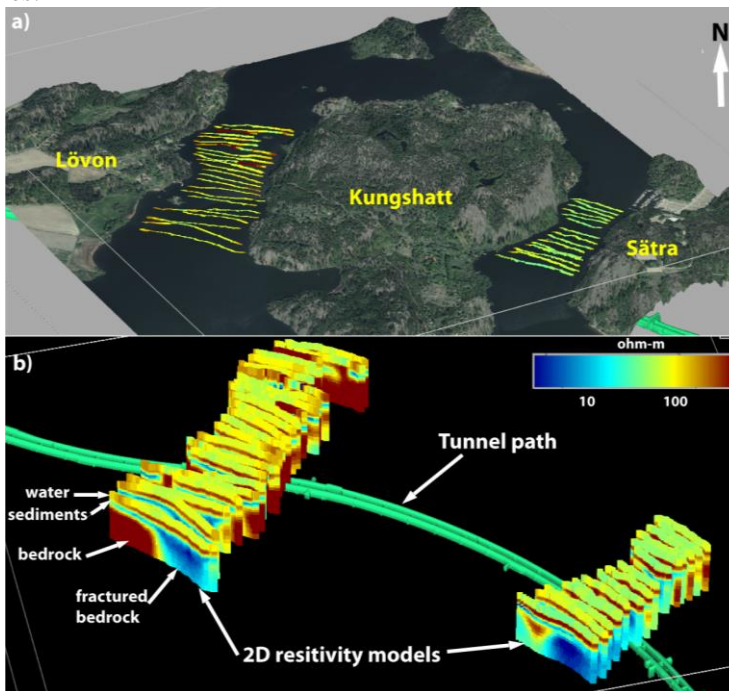 a)
N
Lövon
Kungshatt
Sätra
b)
ohm-m
10
100
Tunnel path
water
sediments
bedrock
fractured
bedrock
2D resitivity models